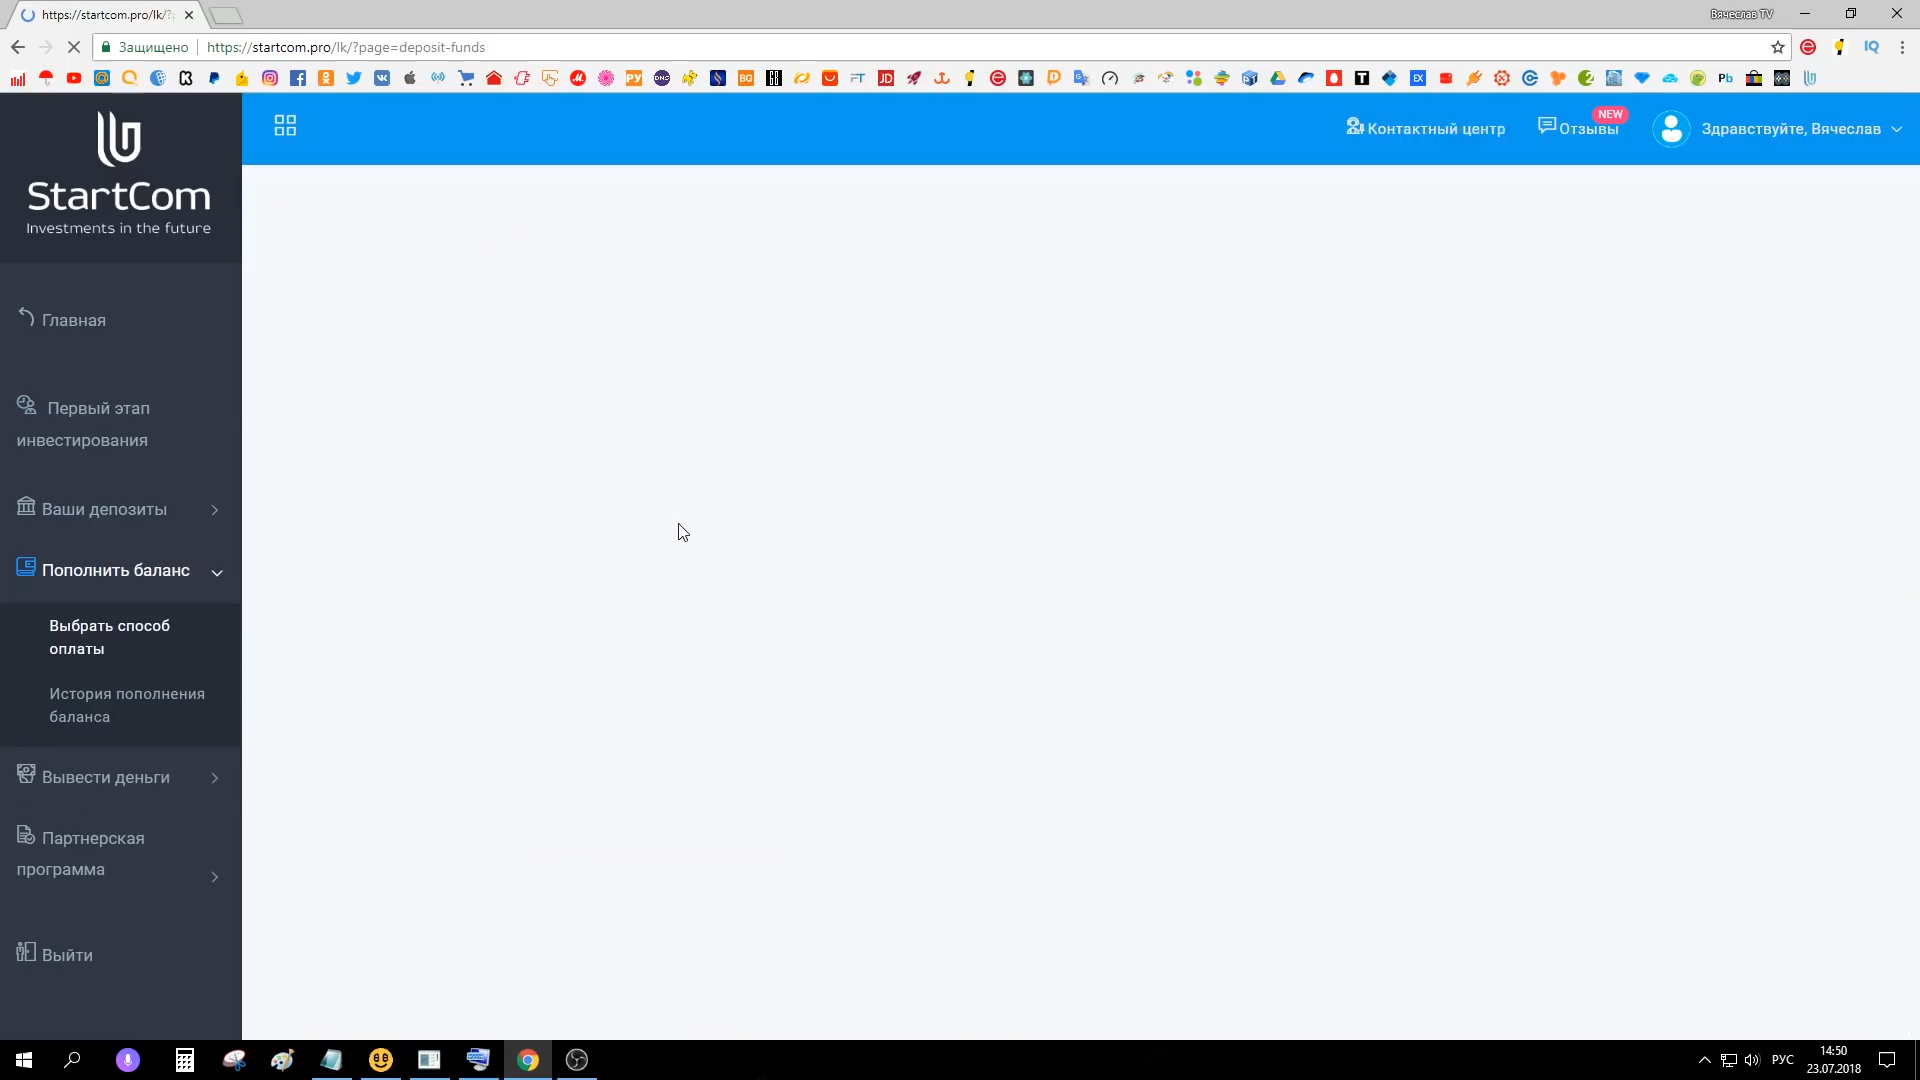 https://startcom.pro/lk/?
Вячеслав TV
Защищено
https://startcom.pro/lk/?page=deposit-funds
StartCom
Investments in the future
Контактный центр
Отзывы
NEW
Здравствуйте, Вячеслав
Главная
Первый этап
инвестирования
Ваши депозиты
Пополнить баланс
Выбрать способ
оплаты
История пополнения
баланса
Вывести деньги
Партнерская
программа
Выйти
РУС
14:50
23.07.2018